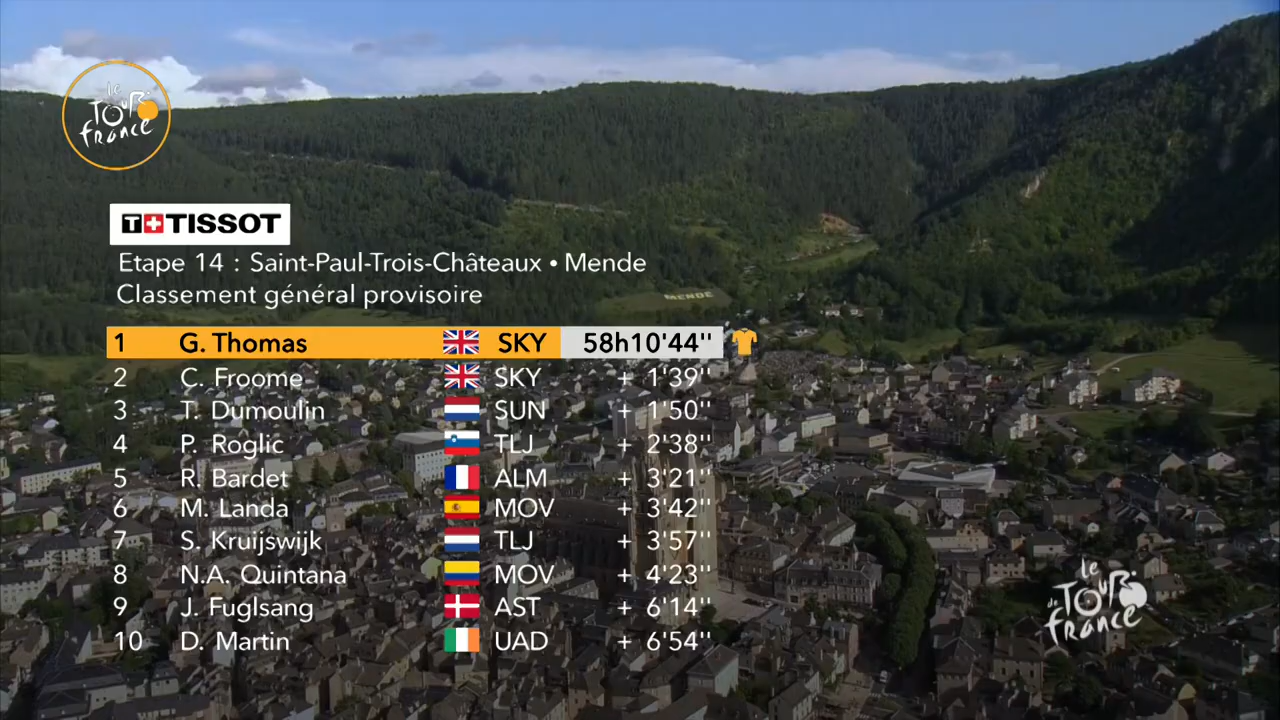 le
TOUR
de
france
T+TISSOT
Etape 14 : Saint-Paul-Trois-Châteaux • Mende
Classement général provisoire
MENDE
1 G. Thomas SKY 58h10'44''
2 C. Froome SKY + 1'39''
3 T. Dumoulin SUN + 1'50''
4 P. Roglic TLJ + 2'38''
5 R. Bardet ALM + 3'21''
6 M. Landa MOV + 3'42''
7 S. Kruijswijk TLJ + 3'57''
8 N.A. Quintana MOV + 4'23''
9 J. Fuglsang AST + 6'14''
10 D. Martin UAD + 6'54''
le
TOUR
de
france